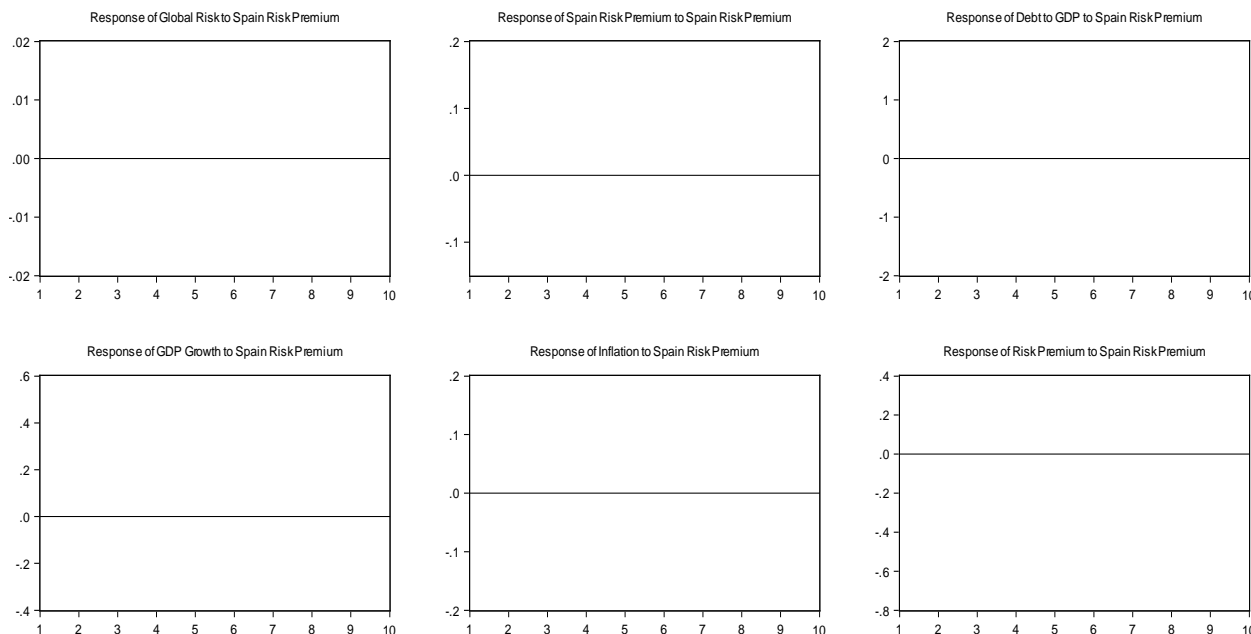 Response of Global Risk to Spain Risk Premium
Response of Spain Risk Premium to Spain Risk Premium
Response of Debt to GDP to Spain Risk Premium
.02
.01
.00
-.01
-.02
1 2 3 4 5 6 7 8 9 10
.2
.1
.0
-.1
1 2 3 4 5 6 7 8 9 10
2
1
0
-1
-2
1 2 3 4 5 6 7 8 9 10
Response of GDP Growth to Spain Risk Premium
Response of Inflation to Spain Risk Premium
Response of Risk Premium to Spain Risk Premium
.6
.4
.2
.0
-.2
-.4
1 2 3 4 5 6 7 8 9 10
.2
.1
.0
-.1
-.2
1 2 3 4 5 6 7 8 9 10
.4
.2
.0
-.2
-.4
-.6
-.8
1 2 3 4 5 6 7 8 9 10